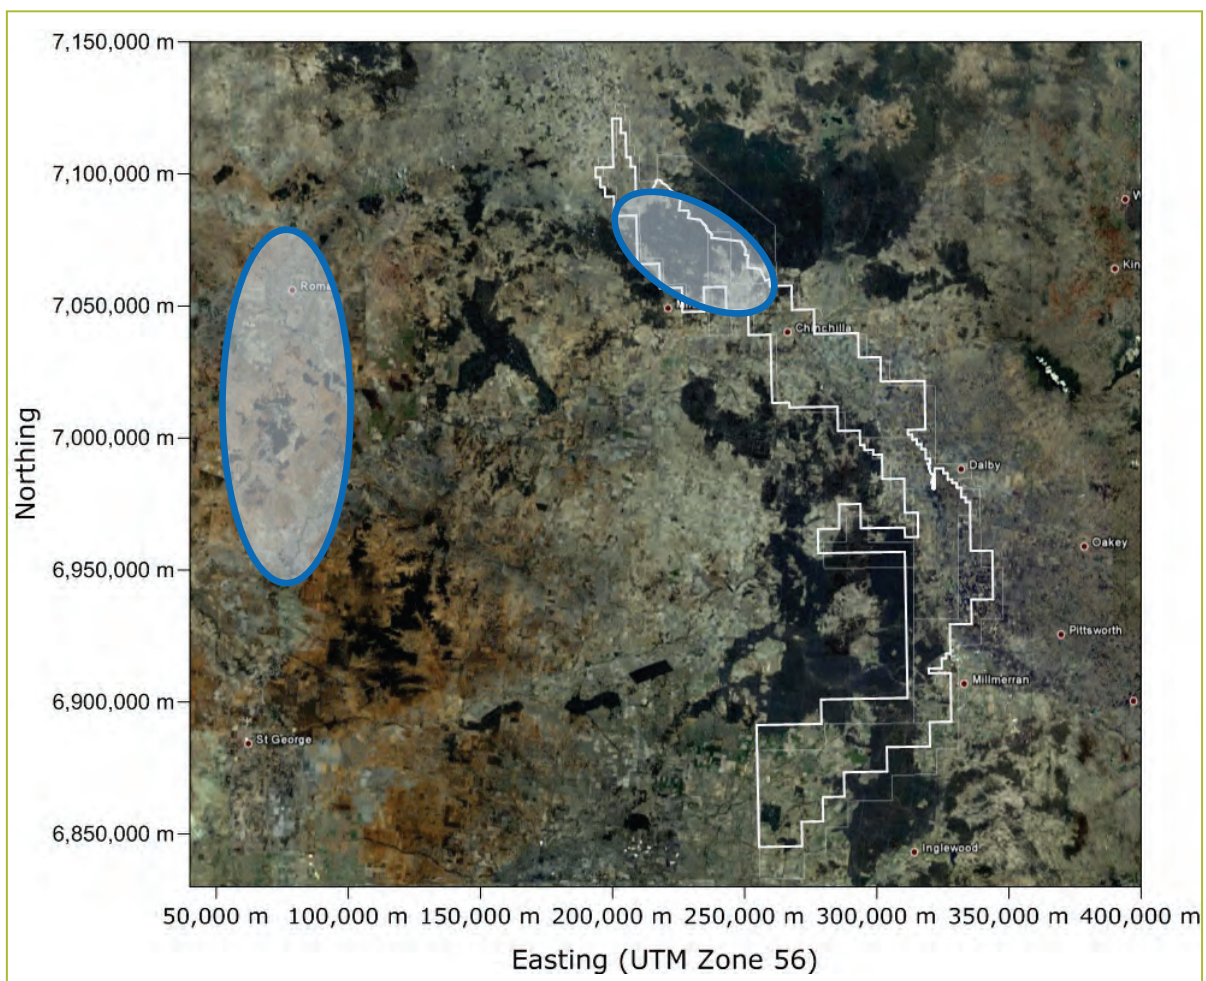 7,150,000 m
7,100,000 m
7,050,000 m
7,000,000 m
6,950,000 m
6,900,000 m
6,850,000 m
Northing
W
Kin
Roma
Chinchilla
Dalby
Oakey
Pittsworth
Millmerran
St George
Inglewood
50,000 m
100,000 m
150,000 m
200,000 m
250,000 m
300,000 m
350,000 m
400,000 m
Easting (UTM Zone 56)